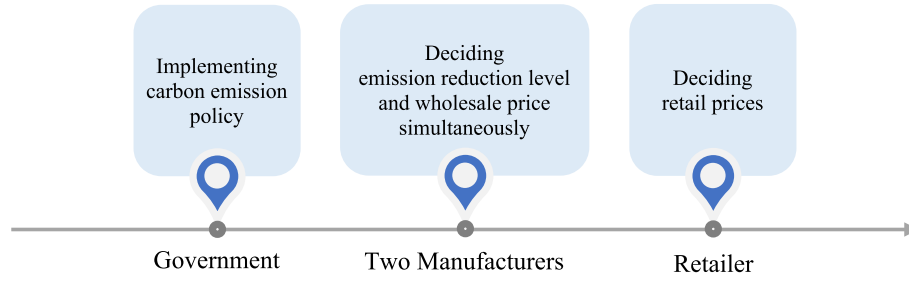 Implementing
carbon emission
policy
Deciding
emission reduction level
and wholesale price
simultaneously
Deciding
retail prices
Government
Two Manufacturers
Retailer